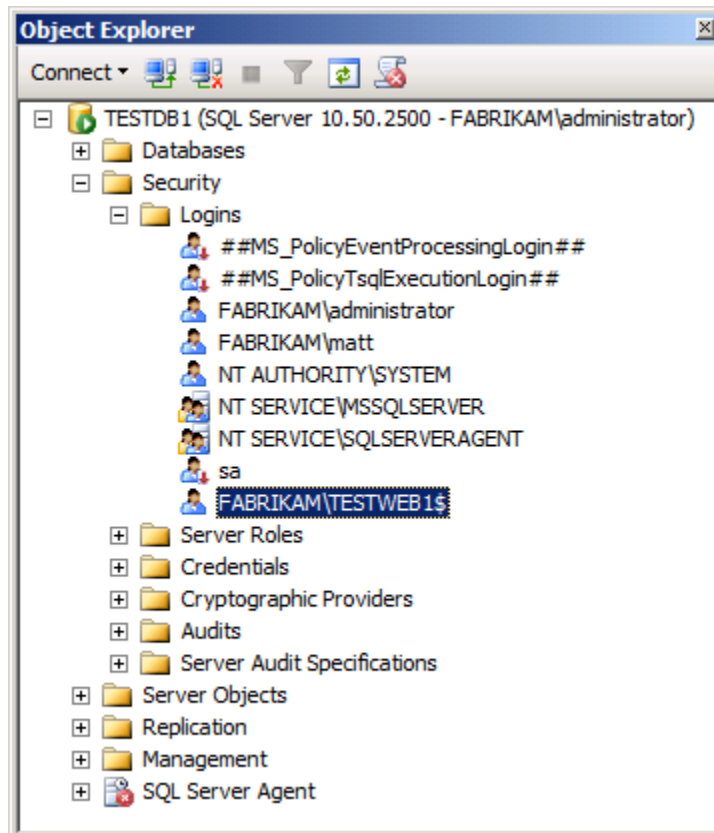 Object Explorer
Connect
TESTDB1 (SQL Server 10.50.2500 - FABRIKAM\administrator)
Databases
Security
Logins
##MS_PolicyEventProcessingLogin##
##MS_PolicyTsqlExecutionLogin##
FABRIKAM\administrator
FABRIKAM\matt
NT AUTHORITY\SYSTEM
NT SERVICE\MSSQLSERVER
NT SERVICE\SQLSERVERAGENT
sa
FABRIKAM\TESTWEB1$
Server Roles
Credentials
Cryptographic Providers
Audits
Server Audit Specifications
Server Objects
Replication
Management
SQL Server Agent